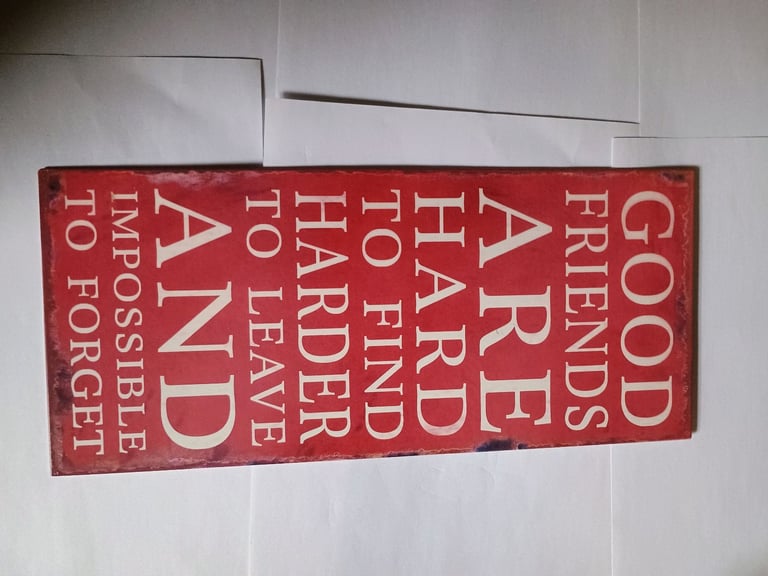 GOOD
FRIENDS
ARE
HARD
TO FIND
HARDER
TO LEAVE
AND
IMPOSSIBLE
TO FORGET